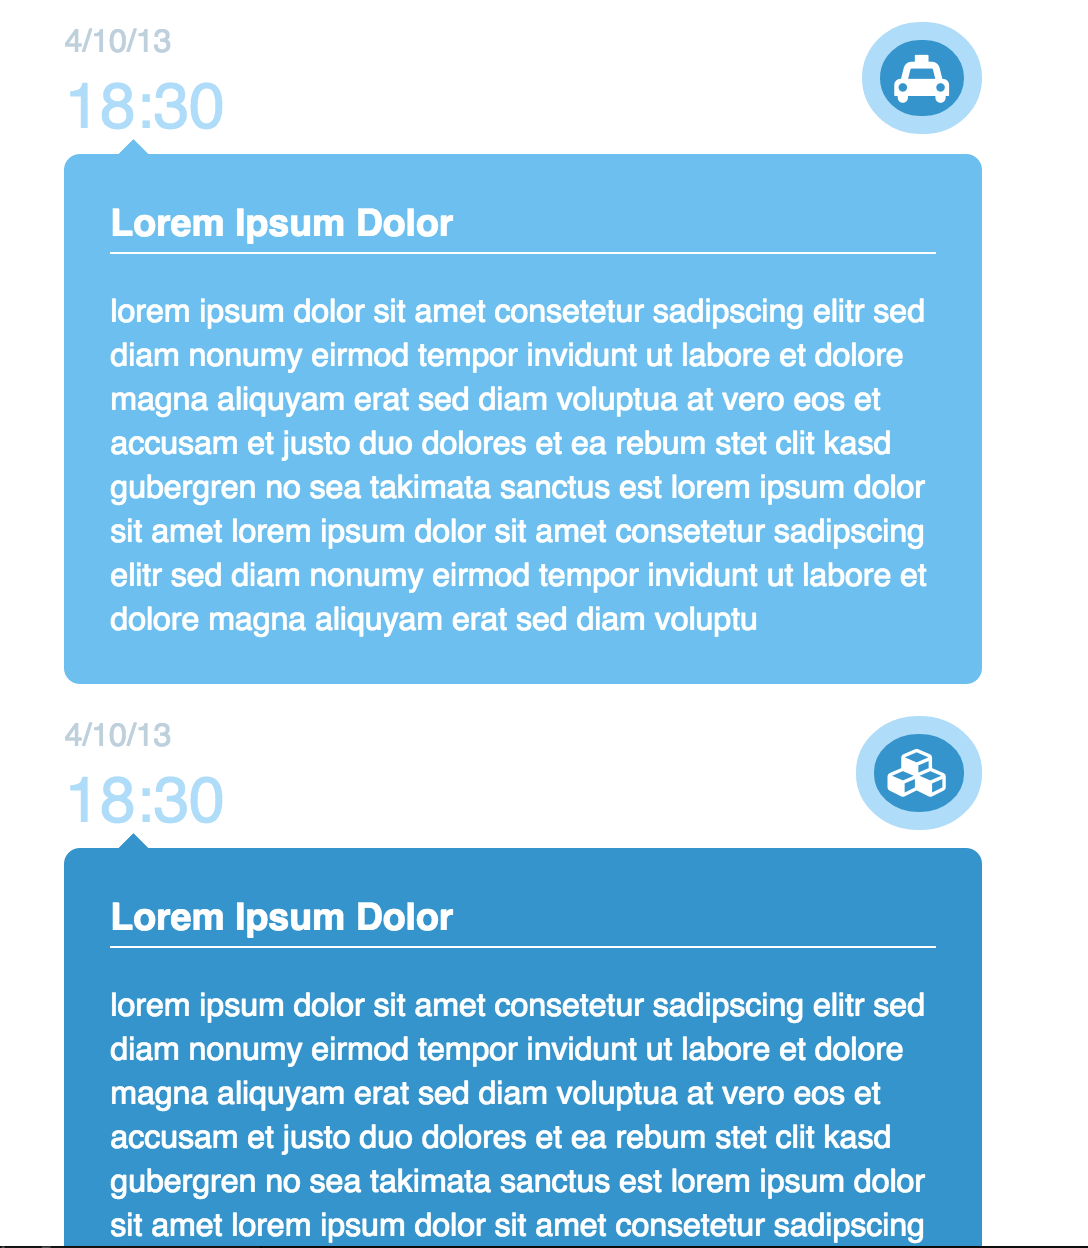 4/10/13
18:30
Lorem Ipsum Dolor
lorem ipsum dolor sit amet consetetur sadipscing elitr sed
diam nonumy eirmod tempor invidunt ut labore et dolore
magna aliquyam erat sed diam voluptua at vero eos et
accusam et justo duo dolores et ea rebum stet clit kasd
gubergren no sea takimata sanctus est lorem ipsum dolor
sit amet lorem ipsum dolor sit amet consetetur sadipscing
elitr sed diam nonumy eirmod tempor invidunt ut labore et
dolore magna aliquyam erat sed diam voluptu
4/10/13
18:30
Lorem Ipsum Dolor
lorem ipsum dolor sit amet consetetur sadipscing elitr sed
diam nonumy eirmod tempor invidunt ut labore et dolore
magna aliquyam erat sed diam voluptua at vero eos et
accusam et justo duo dolores et ea rebum stet clit kasd
gubergren no sea takimata sanctus est lorem ipsum dolor
sit amet lorem ipsum dolor sit amet consetetur sadipscing